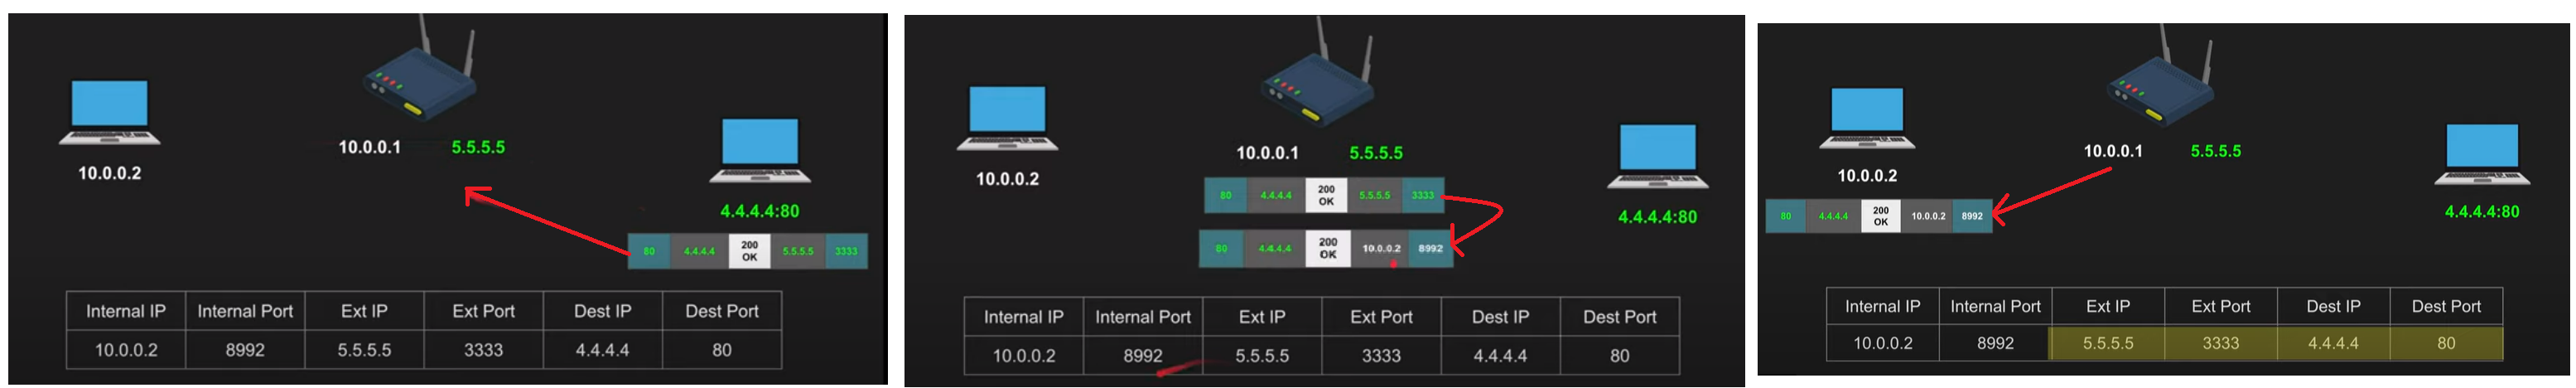 10.0.0.1 5.5.5.5
10.0.0.2
4.4.4.4:80
80 4.4.4.4 200 OK 5.5.5.5 3333
Internal IP Internal Port Ext IP Ext Port Dest IP Dest Port
10.0.0.2 8992 5.5.5.5 3333 4.4.4.4 80
10.0.0.1 5.5.5.5
10.0.0.2
80 4.4.4.4 200 OK 5.5.5.5 3333
4.4.4.4:80
80 4.4.4.4 200 OK 10.0.0.2 8992
Internal IP Internal Port Ext IP Ext Port Dest IP Dest Port
10.0.0.2 8992 5.5.5.5 3333 4.4.4.4 80
10.0.0.1 5.5.5.5
10.0.0.2
4.4.4.4:80
80 4.4.4.4 200 OK 10.0.0.2 8992
Internal IP Internal Port Ext IP Ext Port Dest IP Dest Port
10.0.0.2 8992 5.5.5.5 3333 4.4.4.4 80